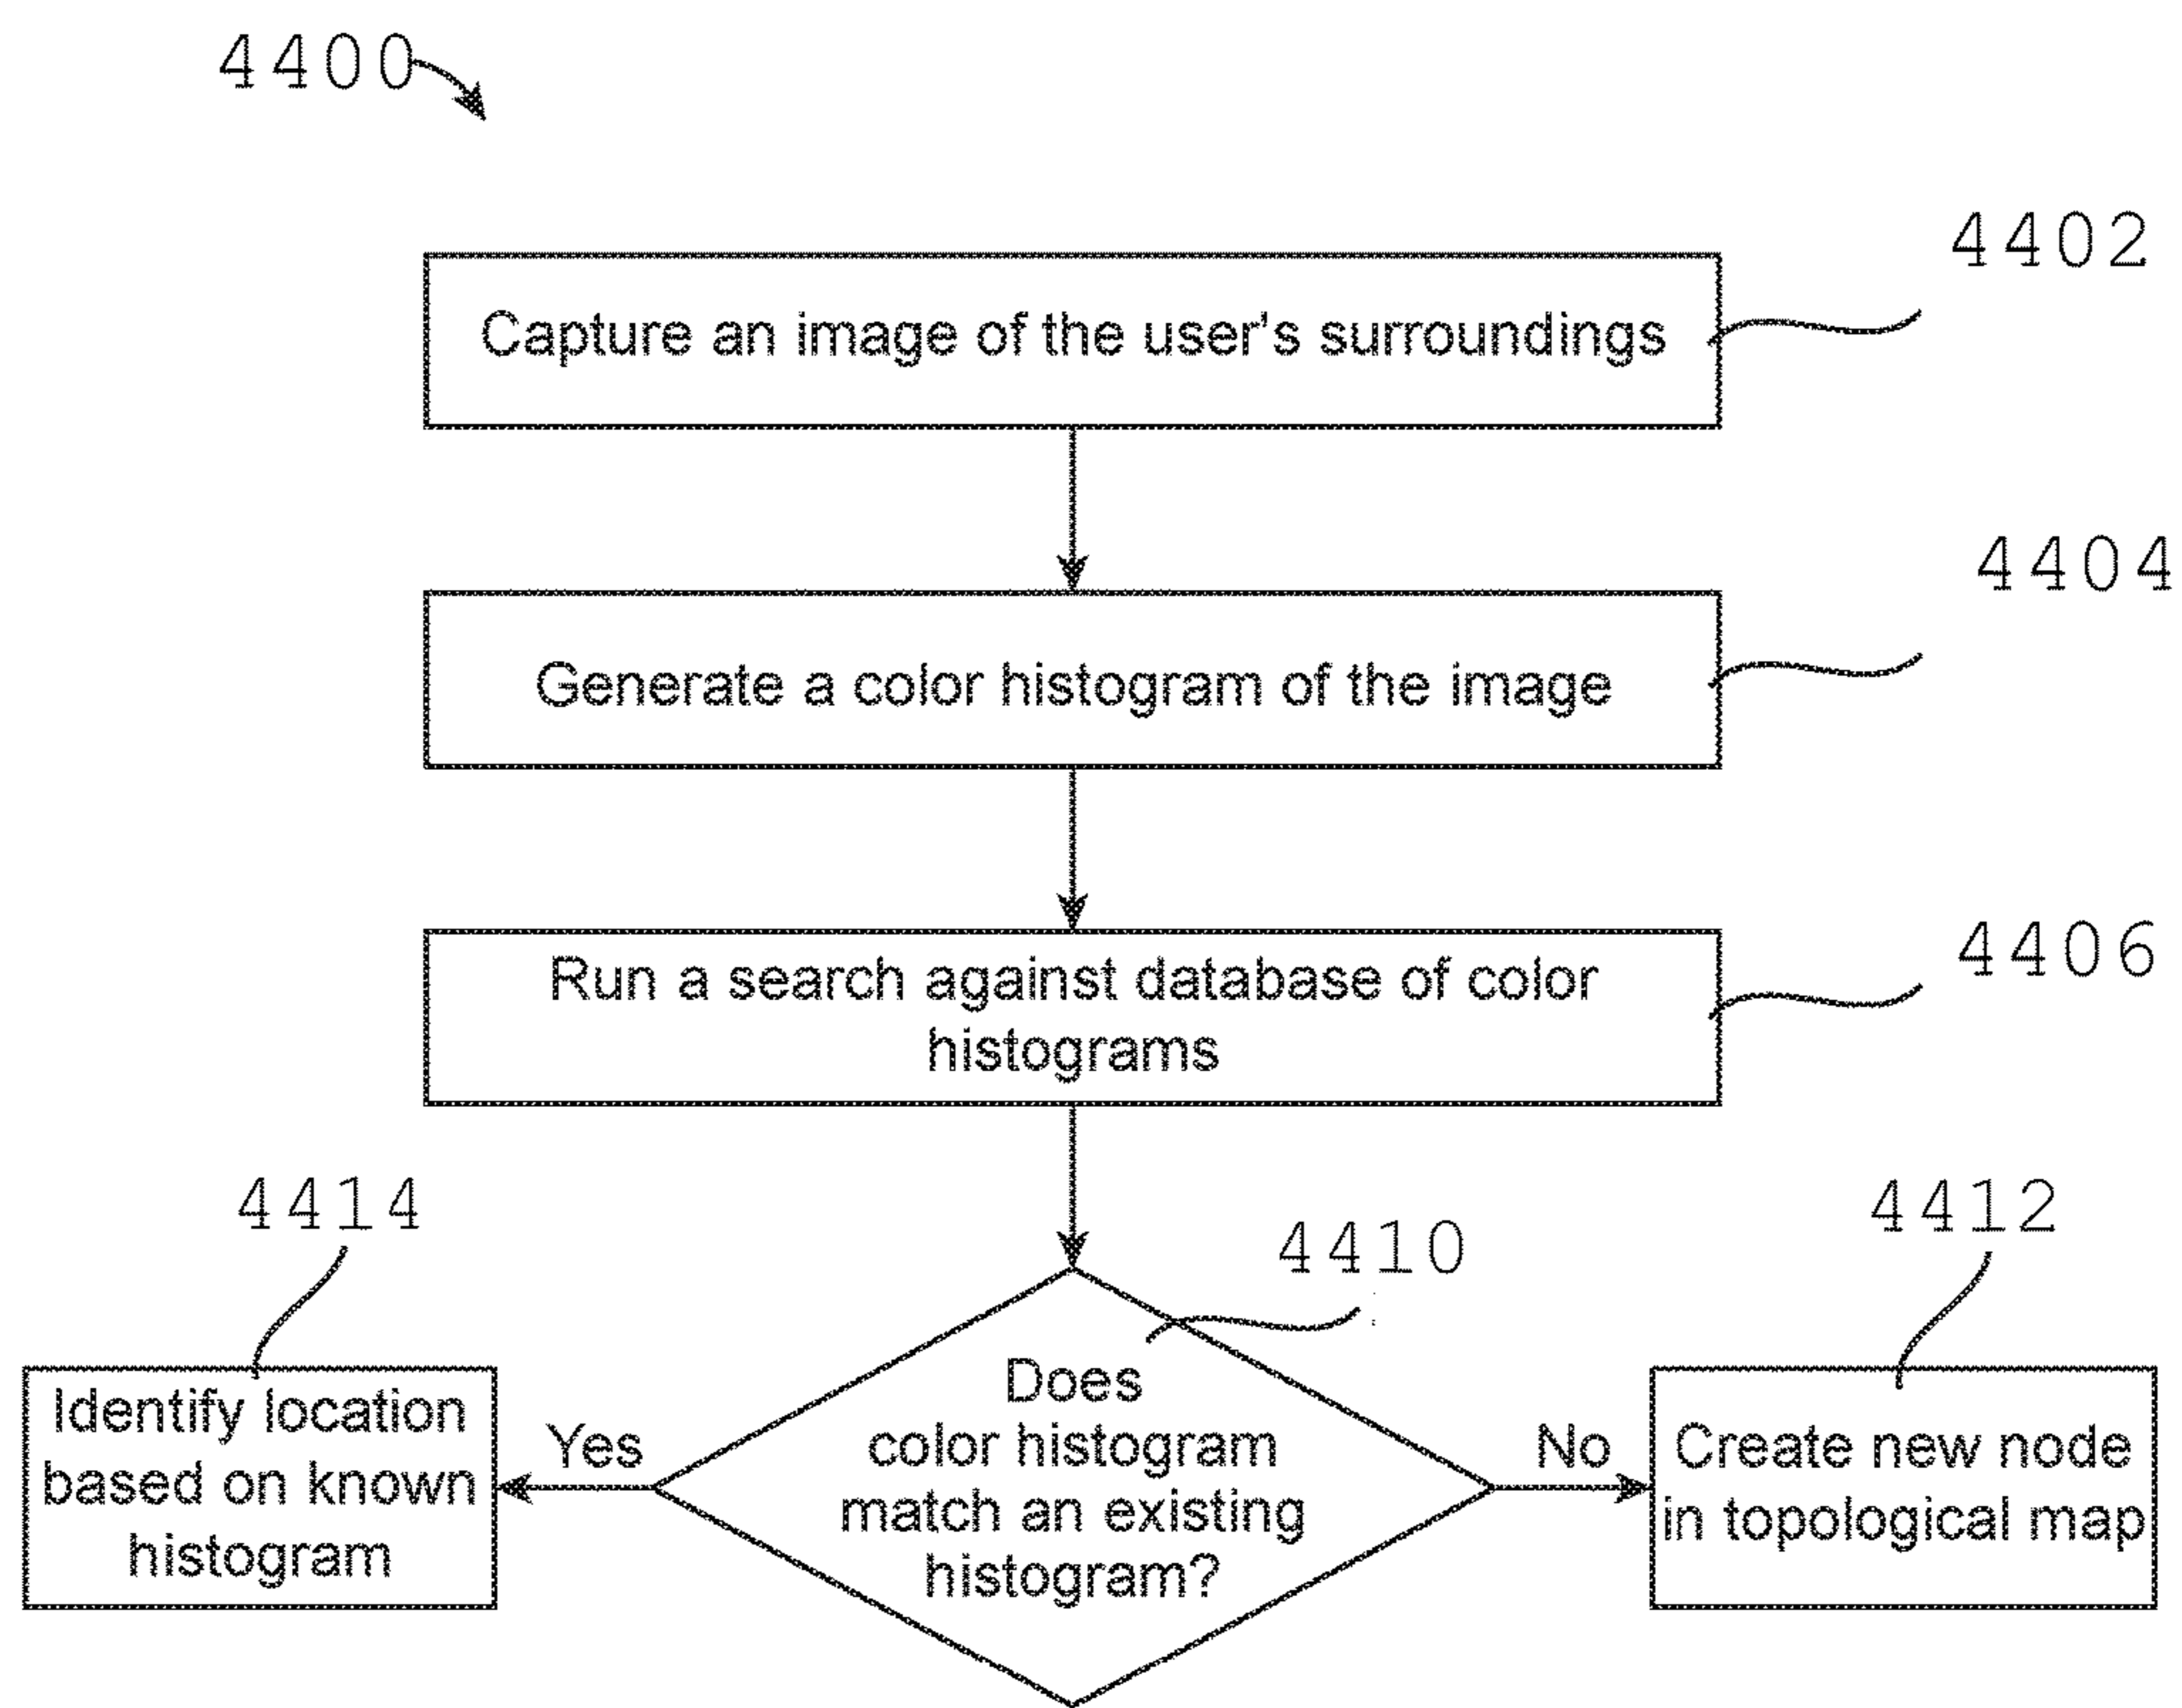 4400
4402
Capture an image of the user's surroundings
4404
Generate a color histogram of the image
4406
Run a search against database of color
histograms
4414
4410
4412
Identify location
based on known
histogram
Yes
Does
color histogram
match an existing
histogram?
No
Create new node
in topological map